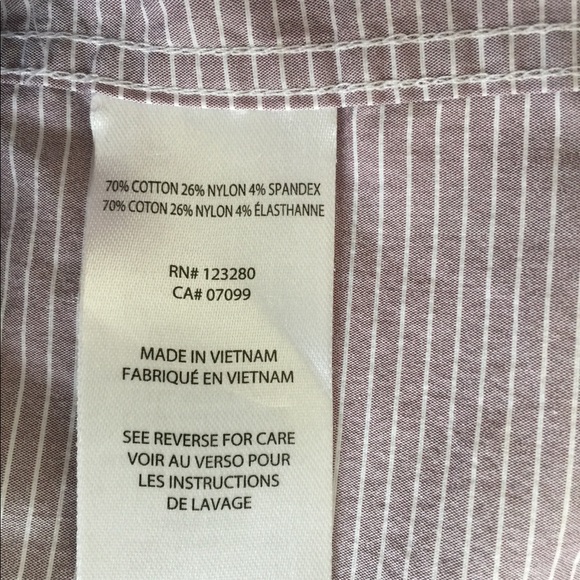 70% COTTON 26% NYLON 4% SPANDEX
70% COTON 26% NYLON 4% ÉLASTHANNE
RN# 123280
CA# 07099
MADE IN VIETNAM
FABRIQUÉ EN VIETNAM
SEE REVERSE FOR CARE
VOIR AU VERSO POUR
LES INSTRUCTIONS
DE LAVAGE